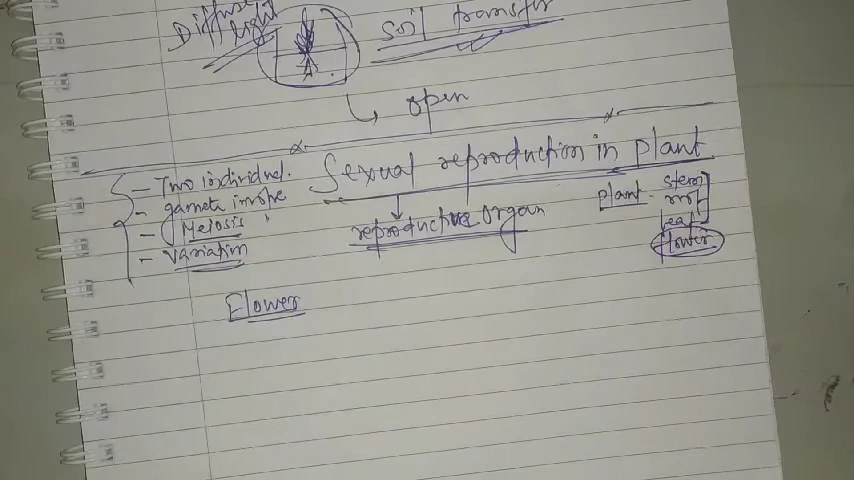 Diffuse light
soil transfer
open
Sexual reproduction in plant
- Two individual.
- gamete involve
- Meiosis
- variation
reproductive organ
plant - stem
root
leaf
flower
Flower